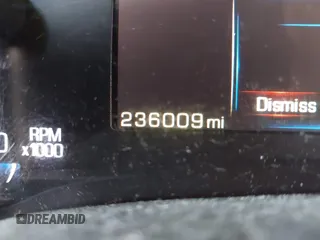 Dismiss
236009 mi
RPM
x1000
DREAMBID